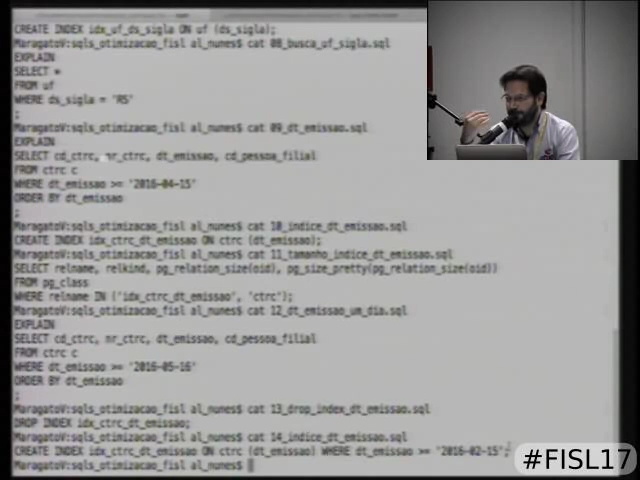 CREATE INDEX idx_uf_ds_sigla ON uf (ds_sigla);
MaragatoV:sqls_otimizacao_fisl al_nunes$ cat 08_busca_uf_sigla.sql
EXPLAIN
SELECT *
FROM uf
WHERE ds_sigla = 'RS'
;
MaragatoV:sqls_otimizacao_fisl al_nunes$ cat 09_dt_emissao.sql
EXPLAIN
SELECT cd_ctrc, nr_ctrc, dt_emissao, cd_pessoa_filial
FROM ctrc c
WHERE dt_emissao >= '2016-04-15'
ORDER BY dt_emissao
;
MaragatoV:sqls_otimizacao_fisl al_nunes$ cat 10_indice_dt_emissao.sql
CREATE INDEX idx_ctrc_dt_emissao ON ctrc (dt_emissao);
MaragatoV:sqls_otimizacao_fisl al_nunes$ cat 11_tamanho_indice_dt_emissao.sql
SELECT relname, relkind, pg_relation_size(oid), pg_size_pretty(pg_relation_size(oid))
FROM pg_class
WHERE relname IN ('idx_ctrc_dt_emissao', 'ctrc');
MaragatoV:sqls_otimizacao_fisl al_nunes$ cat 12_dt_emissao_um_dia.sql
EXPLAIN
SELECT cd_ctrc, nr_ctrc, dt_emissao, cd_pessoa_filial
FROM ctrc c
WHERE dt_emissao >= '2016-05-16'
ORDER BY dt_emissao
;
MaragatoV:sqls_otimizacao_fisl al_nunes$ cat 13_drop_index_dt_emissao.sql
DROP INDEX idx_ctrc_dt_emissao;
MaragatoV:sqls_otimizacao_fisl al_nunes$ cat 14_indice_dt_emissao.sql
CREATE INDEX idx_ctrc_dt_emissao ON ctrc (dt_emissao) WHERE dt_emissao >= '2016-02-15';
MaragatoV:sqls_otimizacao_fisl al_nunes$
#FISL17